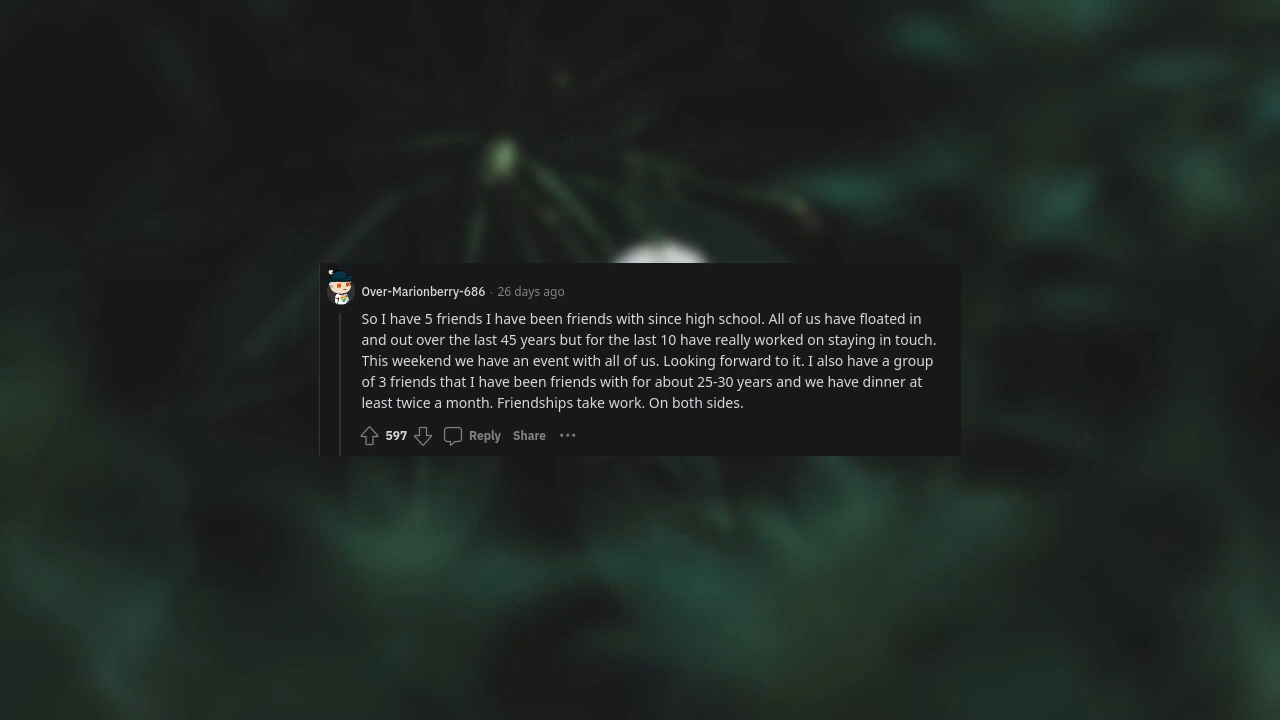 Over-Marionberry-686 · 26 days ago
So I have 5 friends I have been friends with since high school. All of us have floated in
and out over the last 45 years but for the last 10 have really worked on staying in touch.
This weekend we have an event with all of us. Looking forward to it. I also have a group
of 3 friends that I have been friends with for about 25-30 years and we have dinner at
least twice a month. Friendships take work. On both sides.
597 Reply Share ···